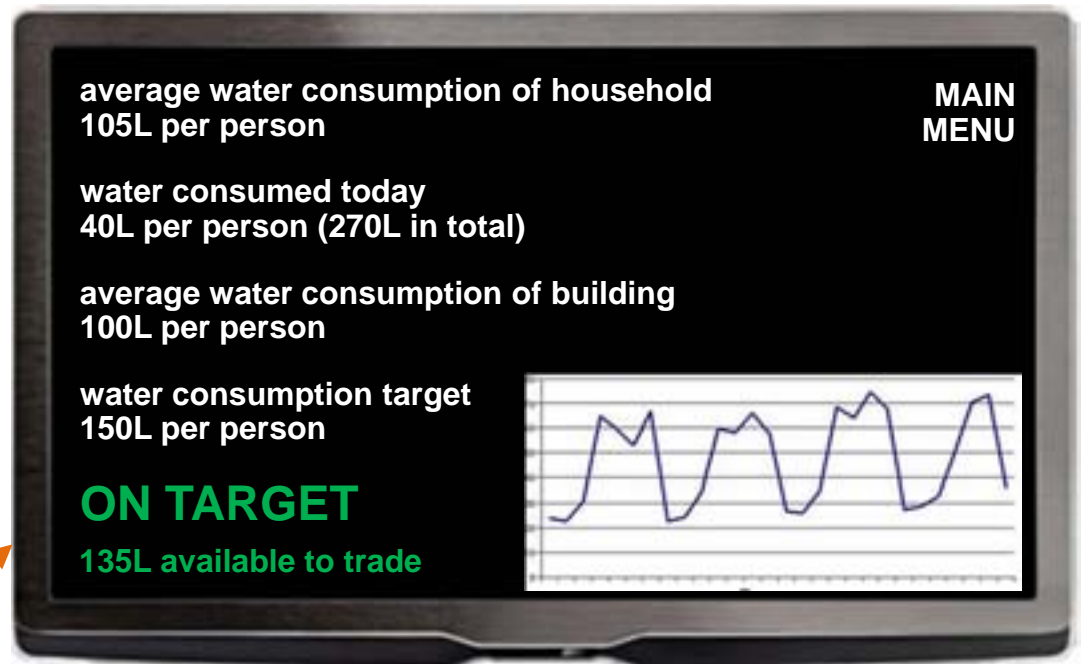 average water consumption of household
105L per person
MAIN
MENU
water consumed today
40L per person (270L in total)
average water consumption of building
100L per person
water consumption target
150L per person
ON TARGET
135L available to trade